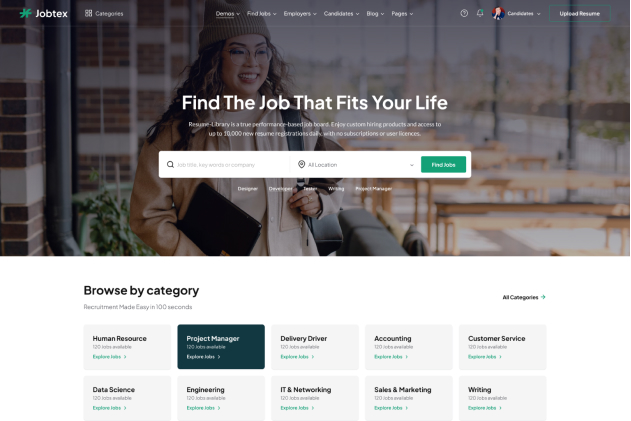 Jobtex
Categories
Demos
Find Jobs
Employers
Candidates
Blog
Pages
Candidates
Upload Resume
Find The Job That Fits Your Life
Resume-Library is a true performance-based job board. Enjoy custom hiring products and access to
up to 10,000 new resume registrations daily, with no subscriptions or user licences.
Job title, key words or company
All Location
Find Jobs
Designer
Developer
Tester
Writing
Project Manager
Browse by category
Recruitment Made Easy in 100 seconds
All Categories
Human Resource
120 Jobs available
Explore Jobs
Project Manager
120 Jobs available
Explore Jobs
Delivery Driver
120 Jobs available
Explore Jobs
Accounting
120 Jobs available
Explore Jobs
Customer Service
120 Jobs available
Explore Jobs
Data Science
120 Jobs available
Explore Jobs
Engineering
120 Jobs available
Explore Jobs
IT & Networking
120 Jobs available
Explore Jobs
Sales & Marketing
120 Jobs available
Explore Jobs
Writing
120 Jobs available
Explore Jobs